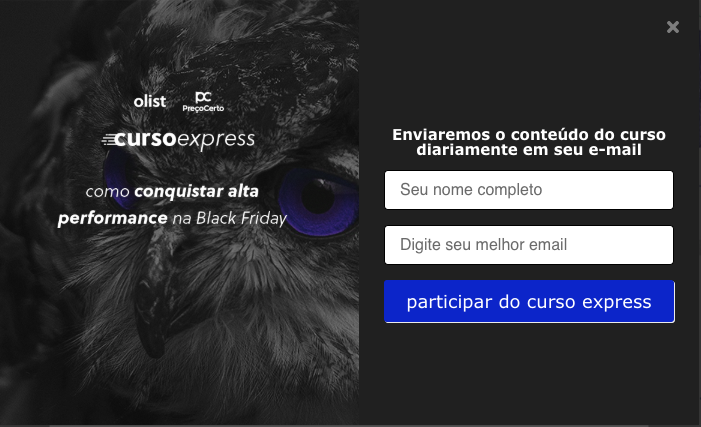 olist
pc
PreçoCerto
cursoexpress
como conquistar alta
performance na Black Friday
Enviaremos o conteúdo do curso
diariamente em seu e-mail
Seu nome completo
Digite seu melhor email
participar do curso express